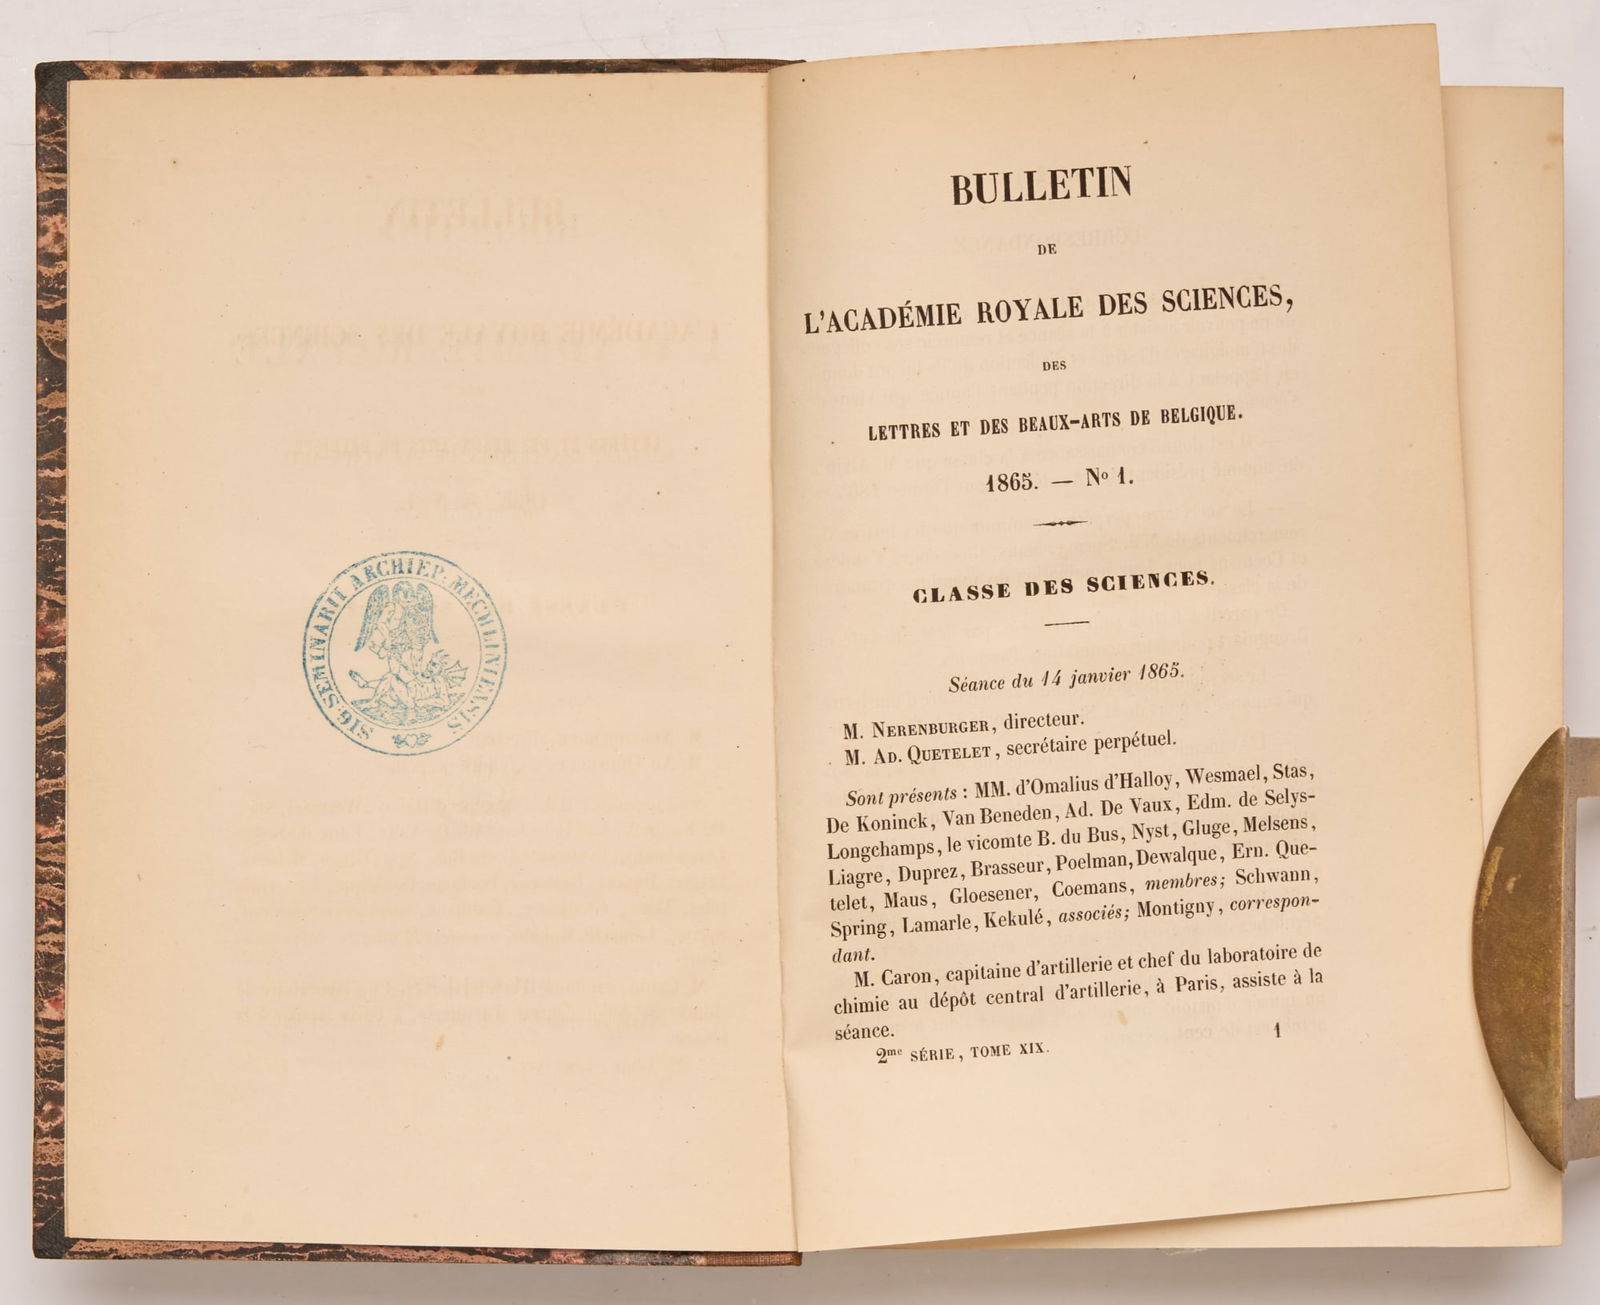 SIG. SEMINARII ARCHIEP. MECHLINIENSIS
BULLETIN
DE
L'ACADÉMIE ROYALE DES SCIENCES,
DES
LETTRES ET DES BEAUX-ARTS DE BELGIQUE.
1865. — Nº 1.
CLASSE DES SCIENCES.
Séance du 14 janvier 1865.
M. NERENBURGER, directeur.
M. AD. QUETELET, secrétaire perpétuel.
Sont présents : MM. d'Omalius d'Halloy, Wesmael, Stas,
De Koninck, Van Beneden, Ad. De Vaux, Edm. de Selys-
Longchamps, le vicomte B. du Bus, Nyst, Gluge, Melsens,
Liagre, Duprez, Brasseur, Poelman, Dewalque, Ern. Que-
telet, Maus, Gloesener, Coemans, membres; Schwann,
Spring, Lamarle, Kekulé, associés; Montigny, correspon-
dant.
M. Caron, capitaine d'artillerie et chef du laboratoire de
chimie au dépôt central d'artillerie, à Paris, assiste à la
séance.
2me SÉRIE, TOME XIX. 1